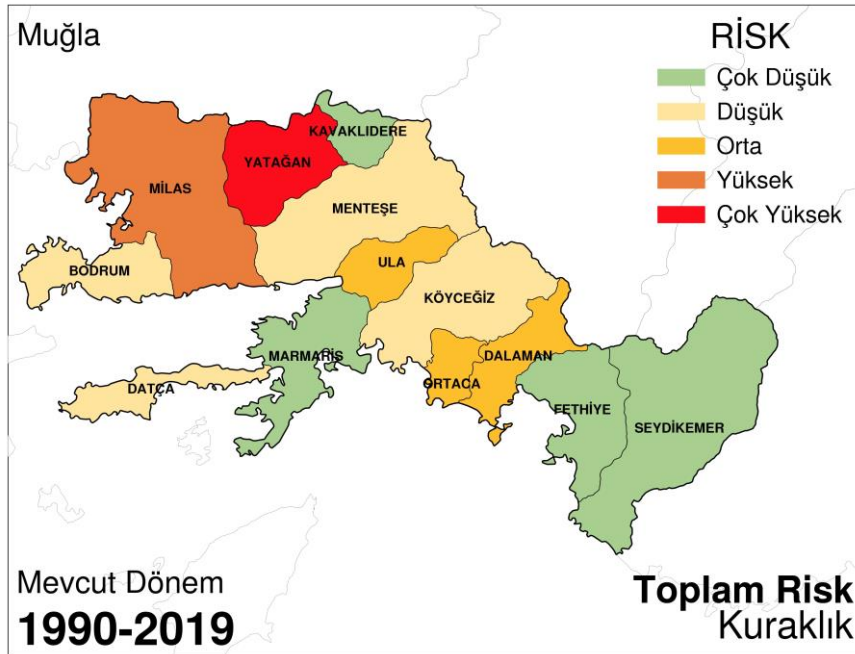 Muğla
RİSK
Çok Düşük
Düşük
Orta
Yüksek
Çok Yüksek
KAVAKLIDERE
YATAĞAN
MİLAS
MENTEŞE
ULA
BODRUM
KÖYCEĞİZ
MARMARİS
DALAMAN
DATÇA
ORTACA
FETHİYE
SEYDİKEMER
Mevcut Dönem
1990-2019
Toplam Risk
Kuraklık